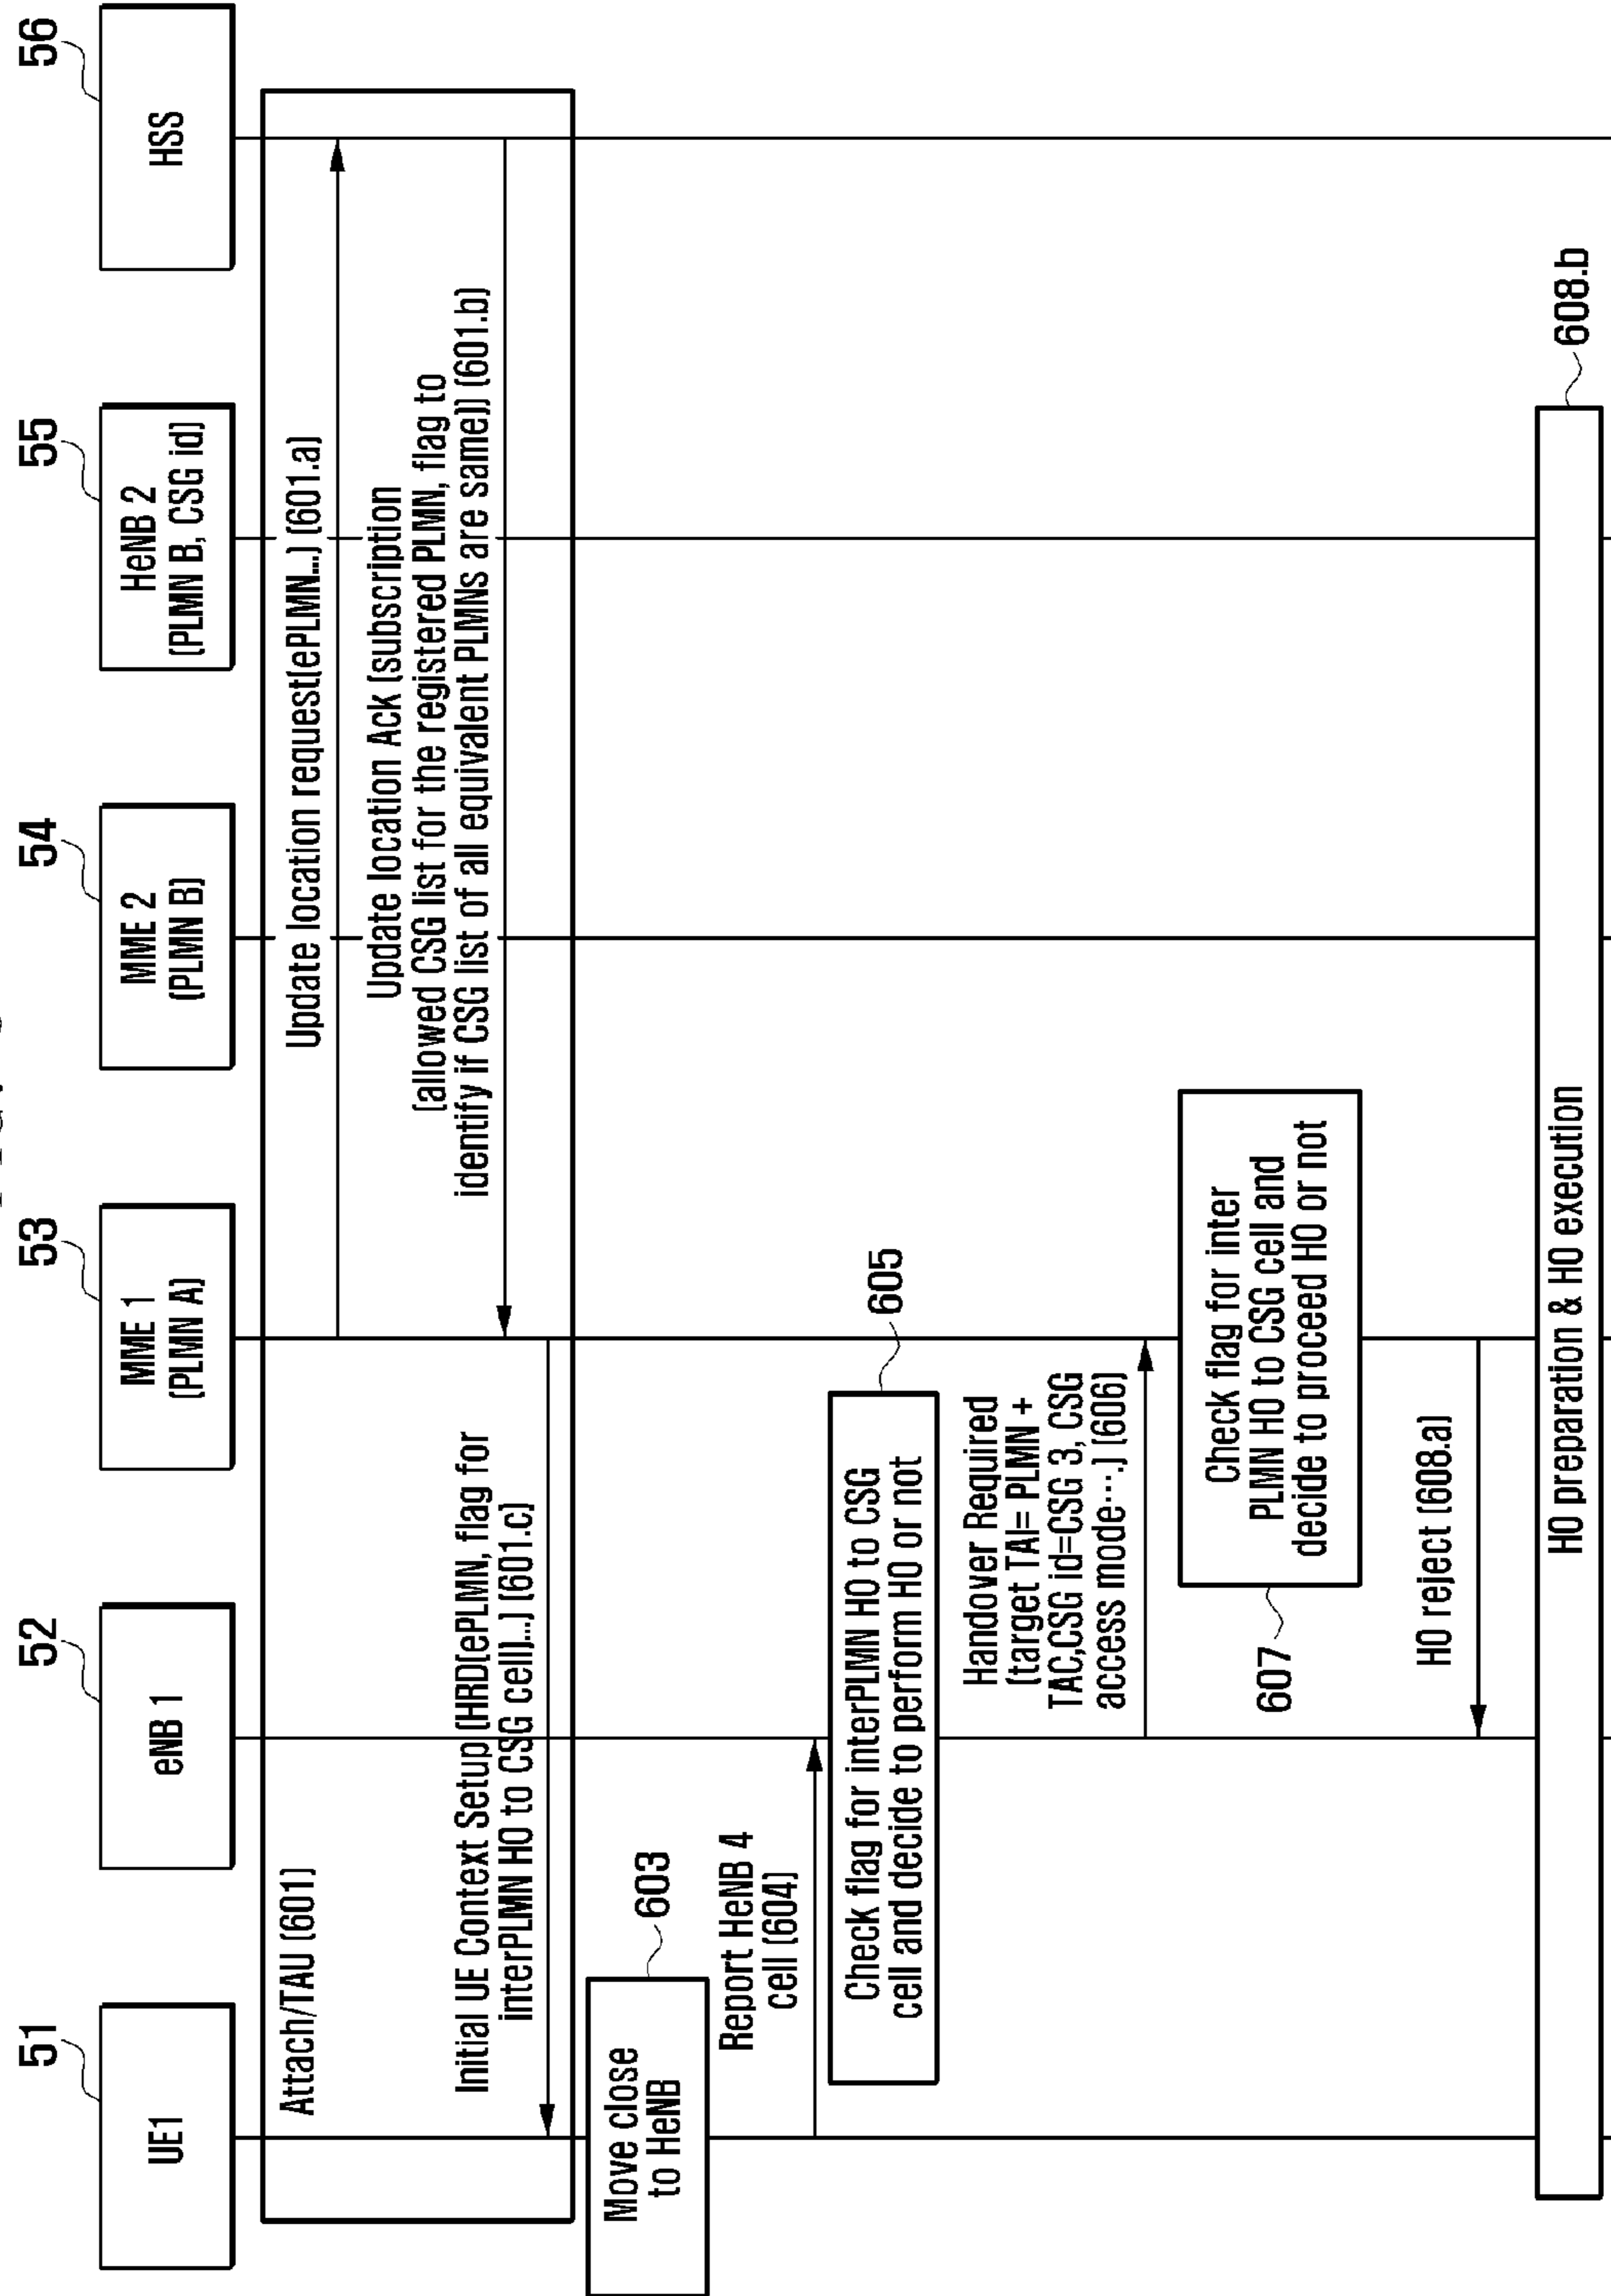 51
52
53
54
55
56
UE1
eNB 1
MME 1
(PLMN A)
MME 2
(PLMN B)
HeNB 2
(PLMN B, CSG id)
HSS
Attach/TAU (601)
Update location request(ePLMN...) (601.a)
Update location Ack (subscription
(allowed CSG list for the registered PLMN, flag to
identify if CSG list of all equivalent PLMNs are same)) (601.b)
Initial UE Context Setup (HRD(ePLMN, flag for
interPLMN HO to CSG cell)...) (601.c)
Move close
to HeNB
603
Report HeNB 4
cell (604)
Check flag for interPLMN HO to CSG
cell and decide to perform HO or not
605
Handover Required
(target TAI= PLMN +
TAC,CSG id=CSG 3, CSG
access mode....) (606)
Check flag for inter
PLMN HO to CSG cell and
decide to proceed HO or not
607
HO reject (608.a)
HO preparation & HO execution
608.b